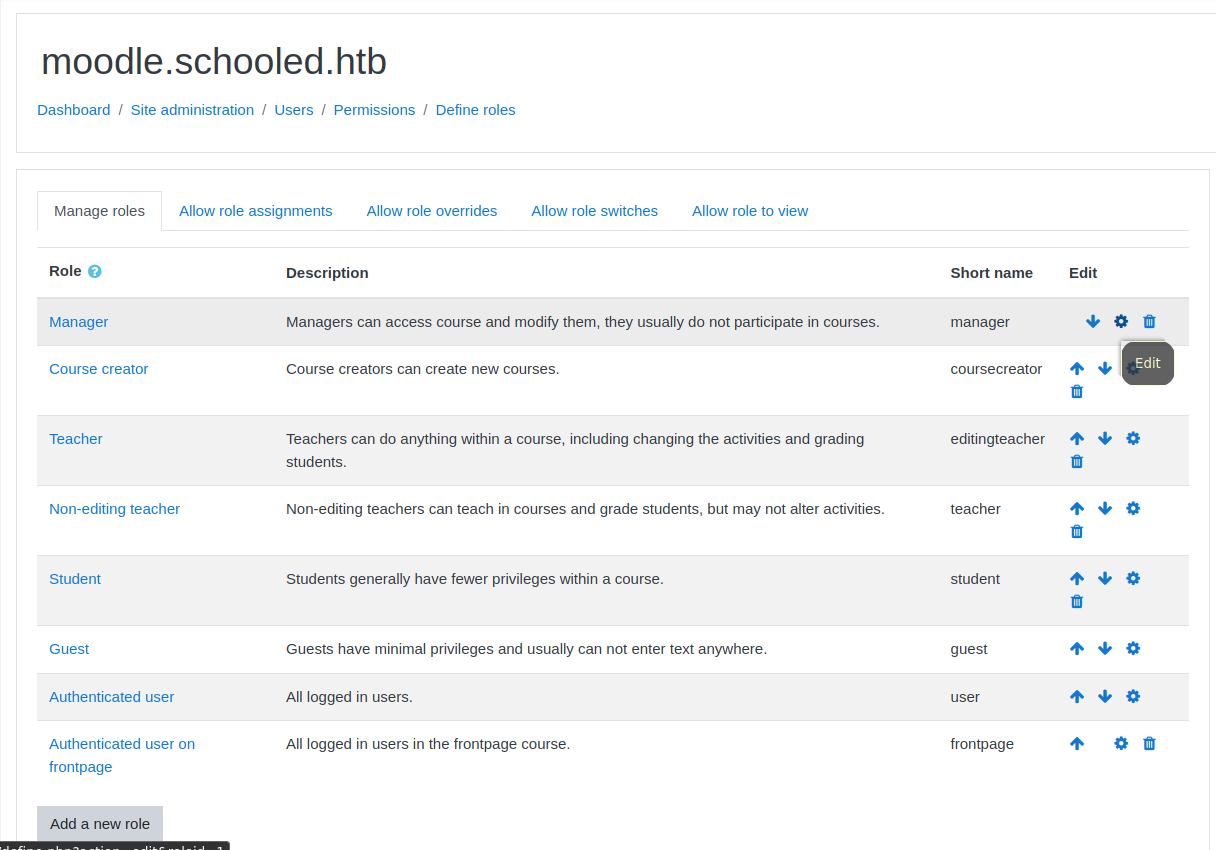 moodle.schooled.htb
Dashboard / Site administration / Users / Permissions / Define roles
Manage roles Allow role assignments Allow role overrides Allow role switches Allow role to view
Role Description Short name Edit
Manager Managers can access course and modify them, they usually do not participate in courses. manager
Edit
Course creator Course creators can create new courses. coursecreator
Teacher Teachers can do anything within a course, including changing the activities and grading editingteacher
students.
Non-editing teacher Non-editing teachers can teach in courses and grade students, but may not alter activities. teacher
Student Students generally have fewer privileges within a course. student
Guest Guests have minimal privileges and usually can not enter text anywhere. guest
Authenticated user All logged in users. user
Authenticated user on All logged in users in the frontpage course. frontpage
frontpage
Add a new role